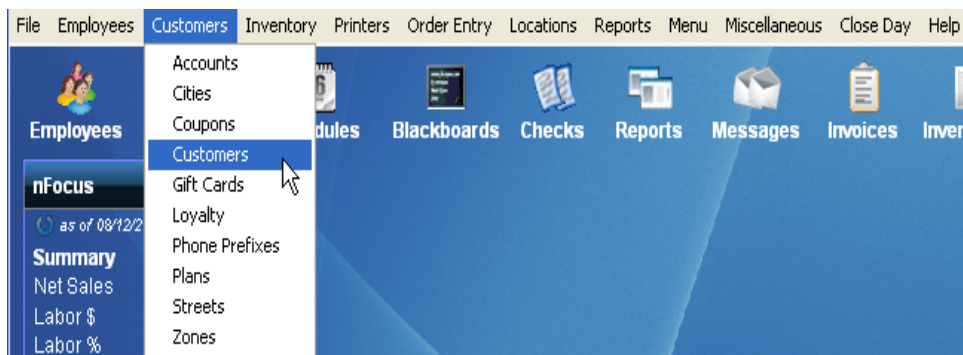 File Employees Customers Inventory Printers Order Entry Locations Reports Menu Miscellaneous Close Day Help
Accounts
Cities
Coupons
Customers
Gift Cards
Loyalty
Phone Prefixes
Plans
Streets
Zones
Employees dules Blackboards Checks Reports Messages Invoices Inver
nFocus
as of 08/12/2
Summary
Net Sales
Labor $
Labor %